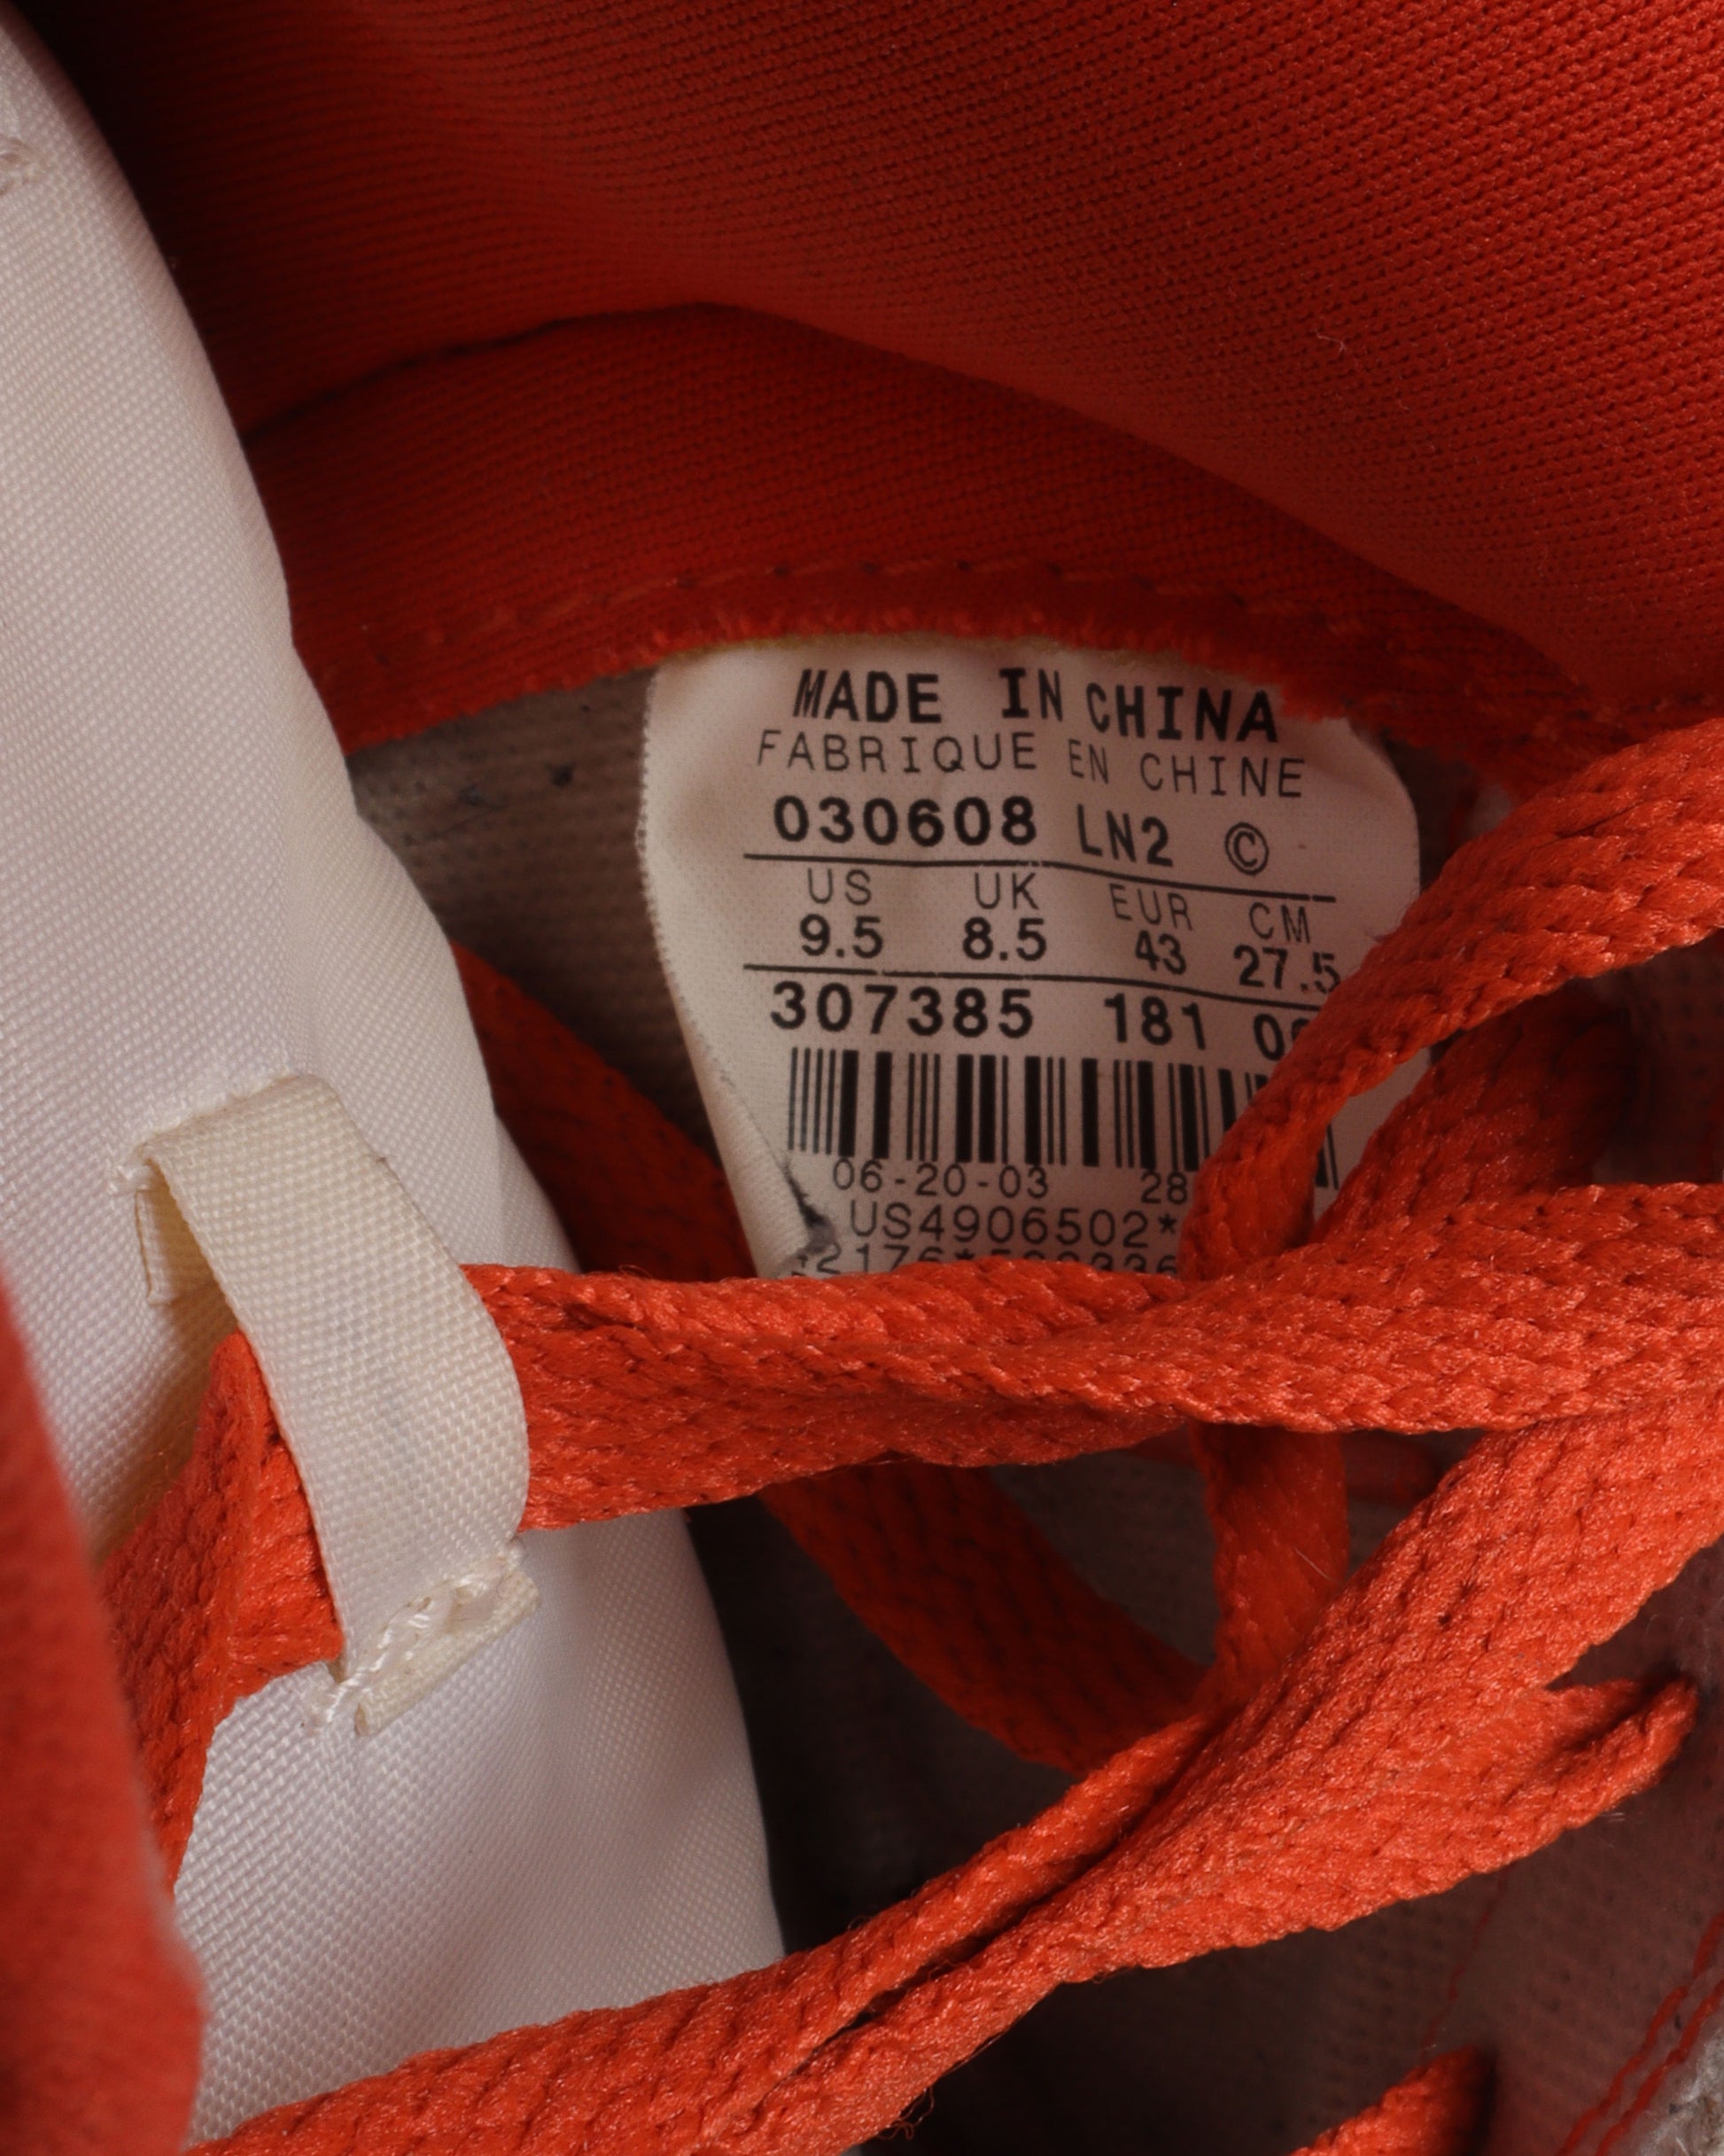 MADE IN CHINA
FABRIQUE EN CHINE
030608 LN2 ©
US UK EUR CM
9.5 8.5 43 27.5
307385 181
06-20-03 28
US4906502*